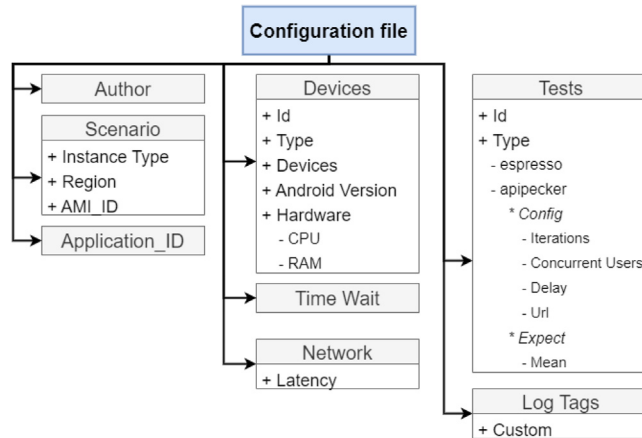 Configuration file
Author
Scenario
+ Instance Type
+ Region
+ AMI_ID
Application_ID
Devices
+ Id
+ Type
+ Devices
+ Android Version
+ Hardware
- CPU
- RAM
Time Wait
Network
+ Latency
Tests
+ Id
+ Type
- espresso
- apipecker
* Config
- Iterations
- Concurrent Users
- Delay
- Url
* Expect
- Mean
Log Tags
+ Custom